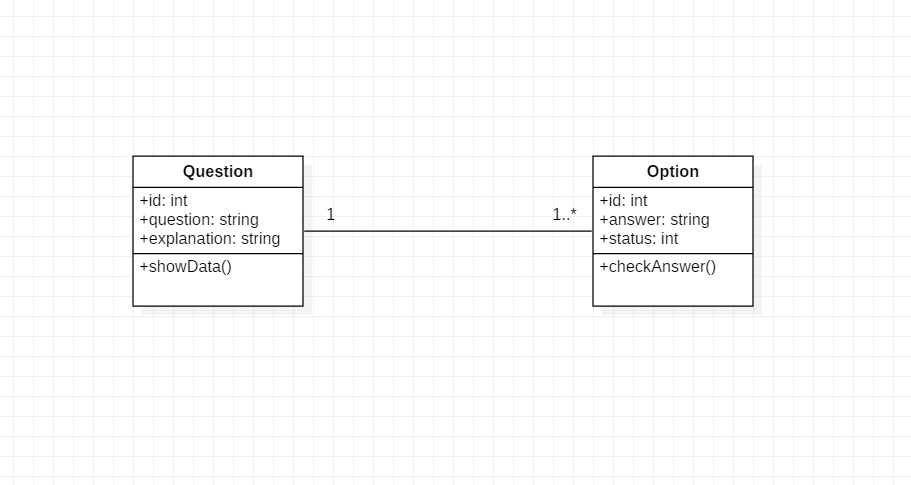 Question
+id: int
+question: string
+explanation: string
+showData()
1
1..*
Option
+id: int
+answer: string
+status: int
+checkAnswer()